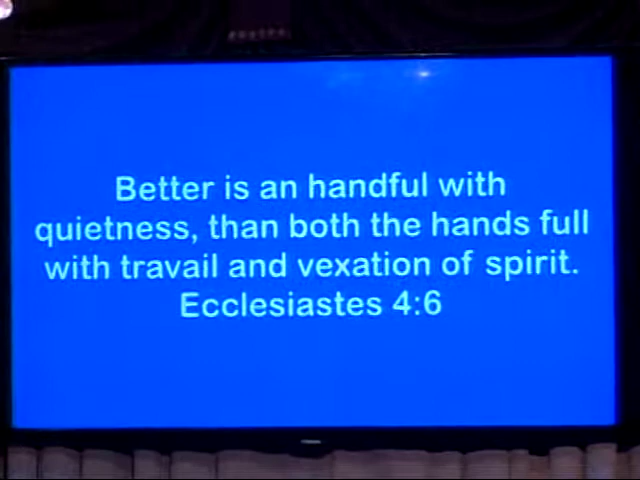 Better is an handful with
quietness, than both the hands full
with travail and vexation of spirit.
Ecclesiastes 4:6